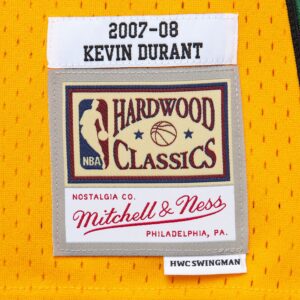 2007-08
KEVIN DURANT
HARDWOOD
NBA
CLASSICS
NOSTALGIA CO.
Mitchell & Ness
PHILADELPHIA, PA.
HWC SWINGMAN